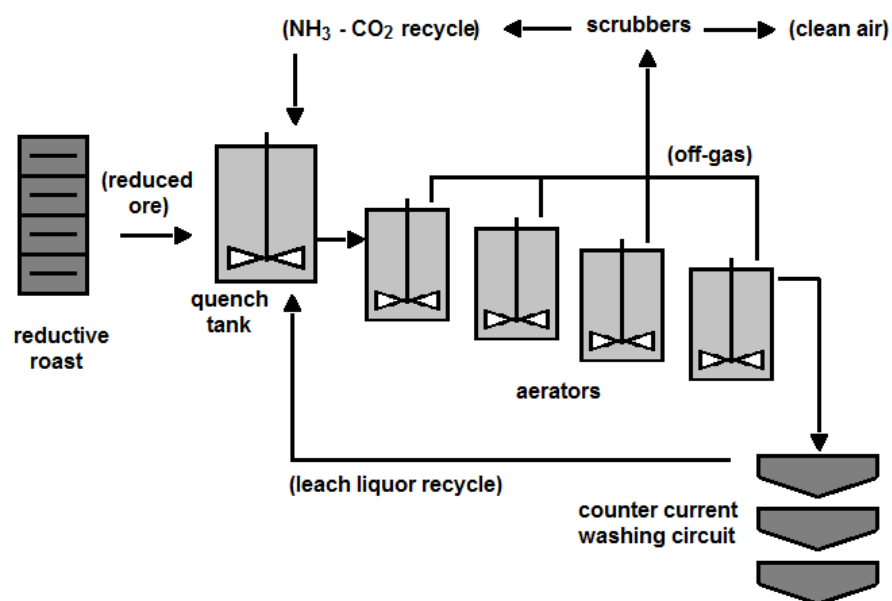 (NH3 - CO2 recycle)
scrubbers
(clean air)
(off-gas)
(reduced
ore)
quench
tank
reductive
roast
aerators
(leach liquor recycle)
counter current
washing circuit